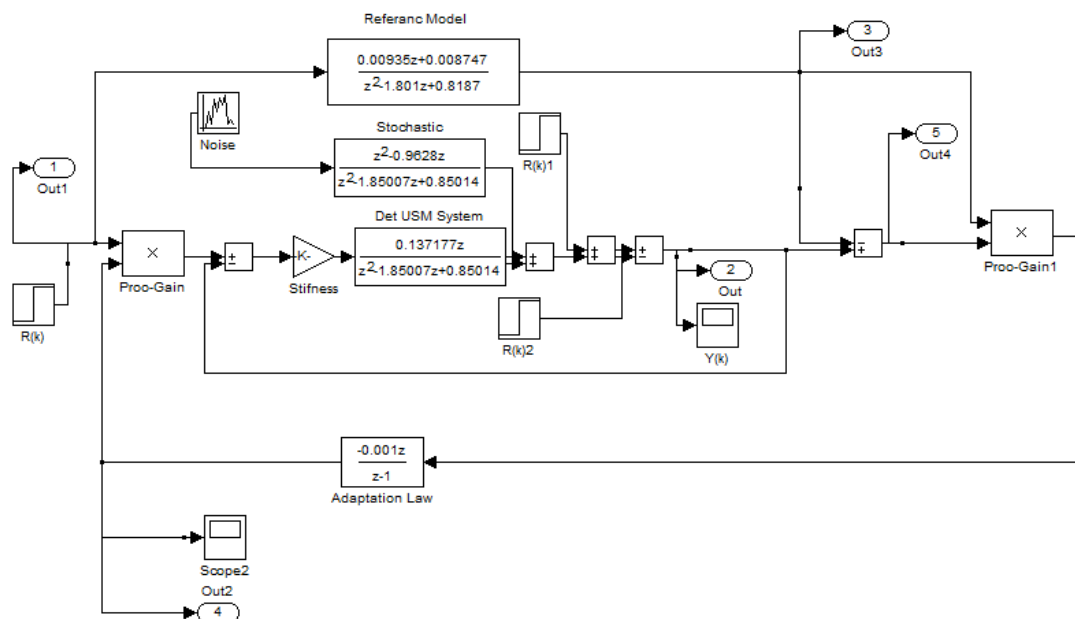 Referanc Model
0.00935z+0.008747
z2-1.801z+0.8187
3
Out3
Noise
Stochastic
z2-0.9628z
z2-1.85007z+0.85014
R(k)1
5
Out4
1
Out1
Det USM System
0.137177z
z2-1.85007z+0.85014
×
Proo-Gain
K-
Stifness
×
Proo-Gain1
2
Out
R(k)
R(k)2
Y(k)
-0.001z
z-1
Adaptation Law
Scope2
Out2
4